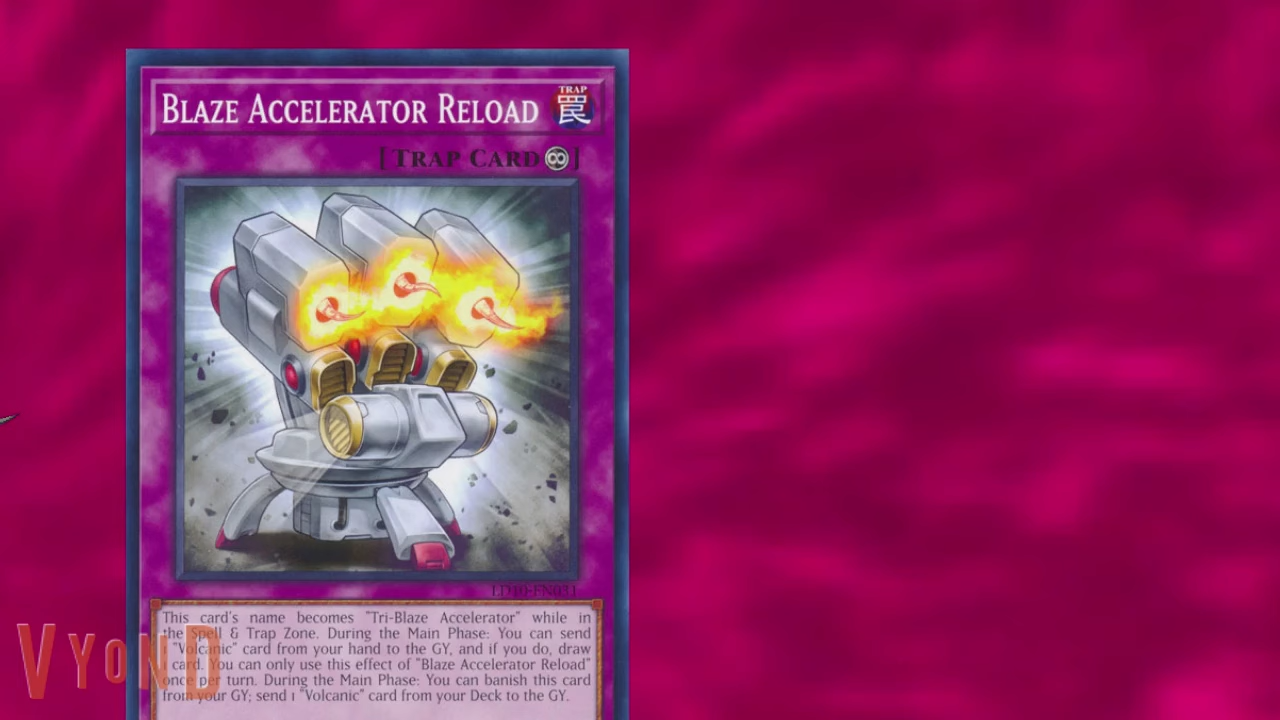 BLAZE ACCELERATOR RELOAD
TRAP
罠
[TRAP CARD ]
LD10-EN031
This card's name becomes "Tri-Blaze Accelerator" while in
the Spell & Trap Zone. During the Main Phase: You can send
1 "Volcanic" card from your hand to the GY, and if you do, draw
1 card. You can only use this effect of "Blaze Accelerator Reload"
once per turn. During the Main Phase: You can banish this card
from your GY; send 1 "Volcanic" card from your Deck to the GY.
VYOND